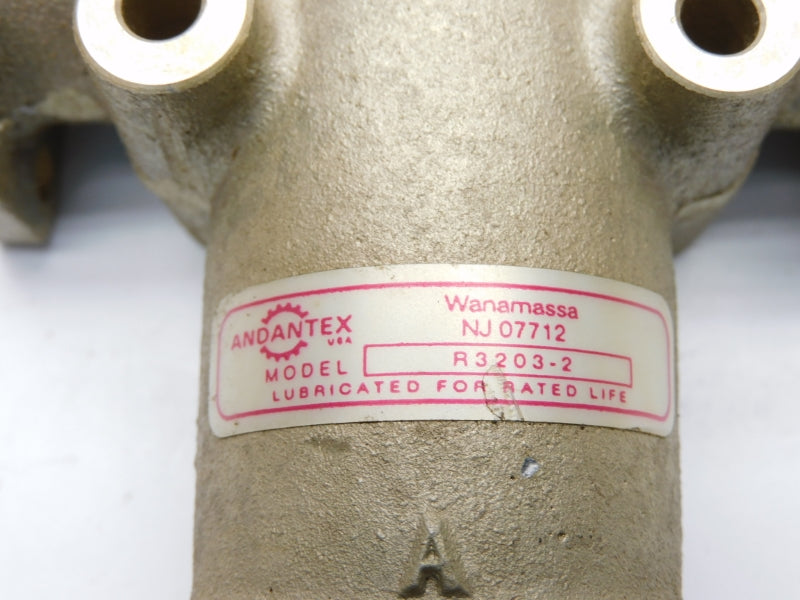 ANDANTEX
USA
Wanamassa
NJ 07712
MODEL R3203-2
LUBRICATED FOR RATED LIFE
A